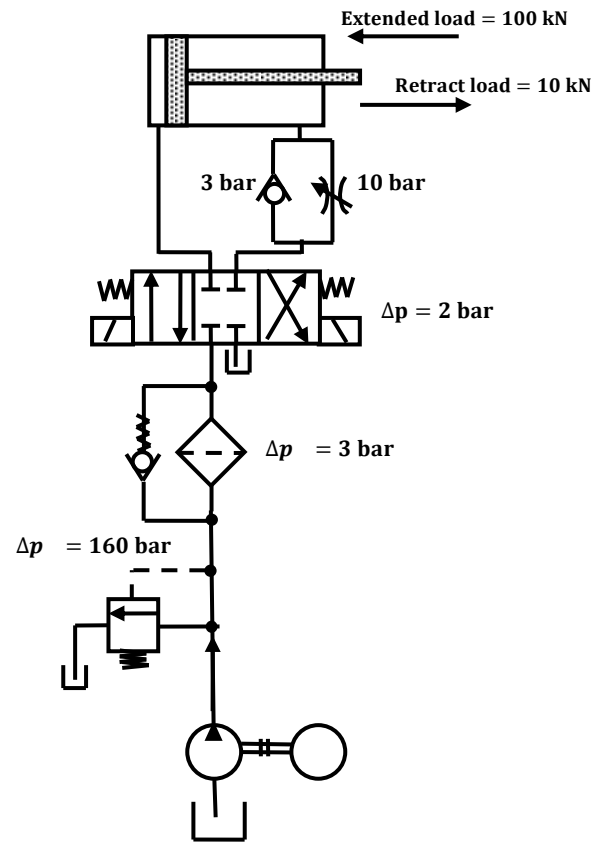 Extended load = 100 kN
Retract load = 10 kN
3 bar
10 bar
Δp = 2 bar
Δp = 3 bar
Δp = 160 bar